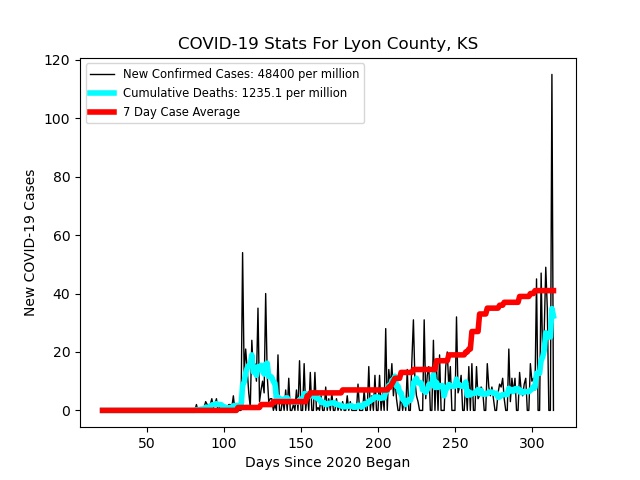 COVID-19 Stats For Lyon County, KS
New Confirmed Cases: 48400 per million
Cumulative Deaths: 1235.1 per million
7 Day Case Average
New COVID-19 Cases
120
100
80
60
40
20
0
50 100 150 200 250 300
Days Since 2020 Began